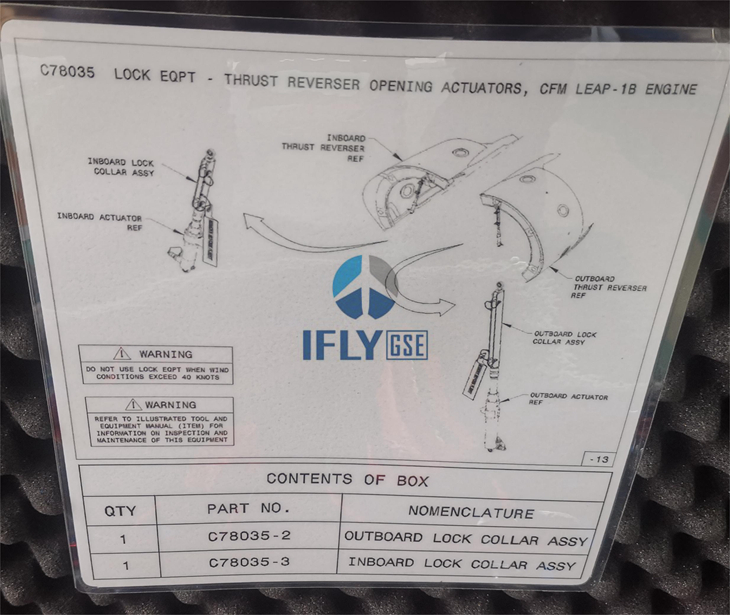 C78035 LOCK EQPT - THRUST REVERSER OPENING ACTUATORS, CFM LEAP-1B ENGINE
INBOARD
THRUST REVERSER
REF
INBOARD LOCK
COLLAR ASSY
INBOARD ACTUATOR
REF
OUTBOARD
THRUST REVERSER
REF
IFLY GSE
OUTBOARD LOCK
COLLAR ASSY
OUTBOARD ACTUATOR
REF
WARNING
DO NOT USE LOCK EQPT WHEN WIND
CONDITIONS EXCEED 40 KNOTS
WARNING
REFER TO ILLUSTRATED TOOL AND
EQUIPMENT MANUAL (ITEM) FOR
INFORMATION ON INSPECTION AND
MAINTENANCE OF THIS EQUIPMENT
-13
CONTENTS OF BOX
QTY PART NO. NOMENCLATURE
1 C78035-2 OUTBOARD LOCK COLLAR ASSY
1 C78035-3 INBOARD LOCK COLLAR ASSY